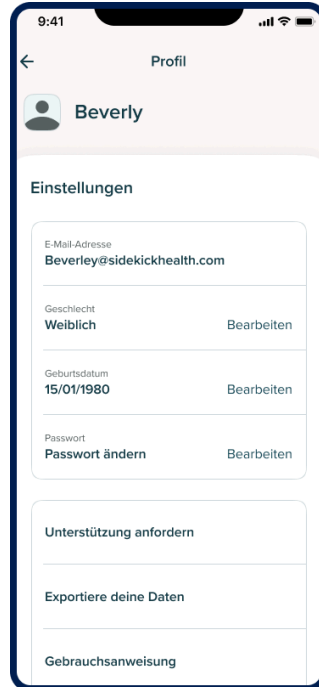 9:41
Profil
Beverly
Einstellungen
E-Mail-Adresse
Beverley@sidekickhealth.com
Geschlecht
Weiblich Bearbeiten
Geburtsdatum
15/01/1980 Bearbeiten
Passwort
Passwort ändern Bearbeiten
Unterstützung anfordern
Exportiere deine Daten
Gebrauchsanweisung